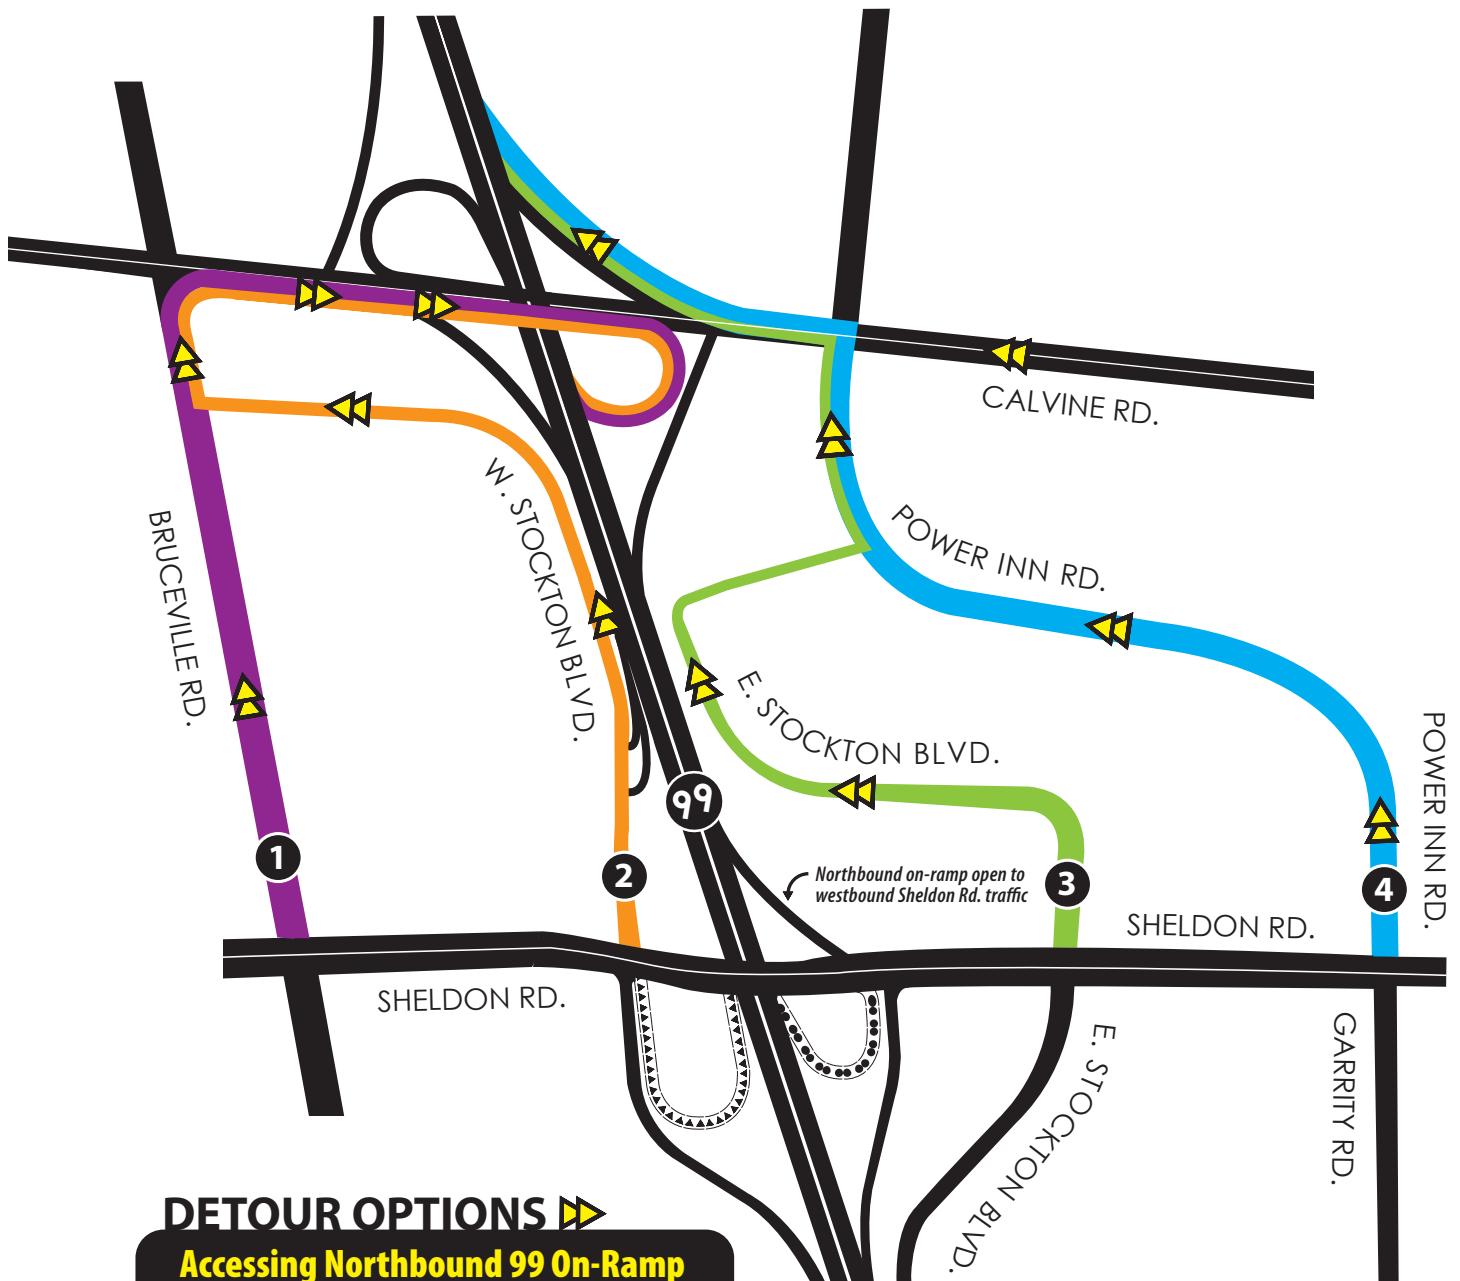 CALVINE RD.
W. STOCKTON BLVD.
BRUCEVILLE RD.
POWER INN RD.
E. STOCKTON BLVD.
POWER INN RD.
99
1
2
Northbound on-ramp open to
westbound Sheldon Rd. traffic
3
4
SHELDON RD.
SHELDON RD.
E. STOCKTON BLVD.
GARRITY RD.
DETOUR OPTIONS
Accessing Northbound 99 On-Ramp